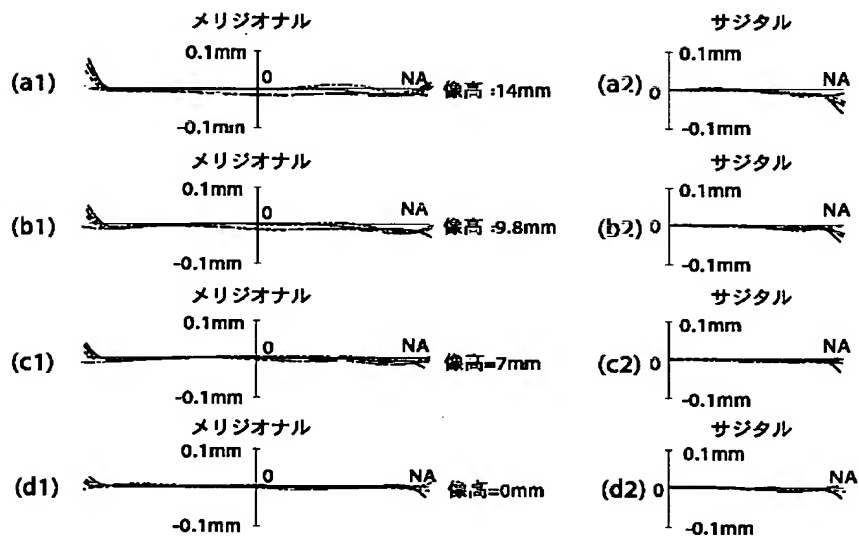 メリジオナル サジタル
0.1mm 0.1mm
(a1) 0 NA 像高:14mm (a2) 0 NA
-0.1mm -0.1mm
メリジオナル サジタル
0.1mm 0.1mm
(b1) 0 NA 像高:9.8mm (b2) 0 NA
-0.1mm -0.1mm
メリジオナル サジタル
0.1mm 0.1mm
(c1) 0 NA 像高=7mm (c2) 0 NA
-0.1mm -0.1mm
メリジオナル サジタル
0.1mm 0.1mm
(d1) 0 NA 像高=0mm (d2) 0 NA
-0.1mm -0.1mm